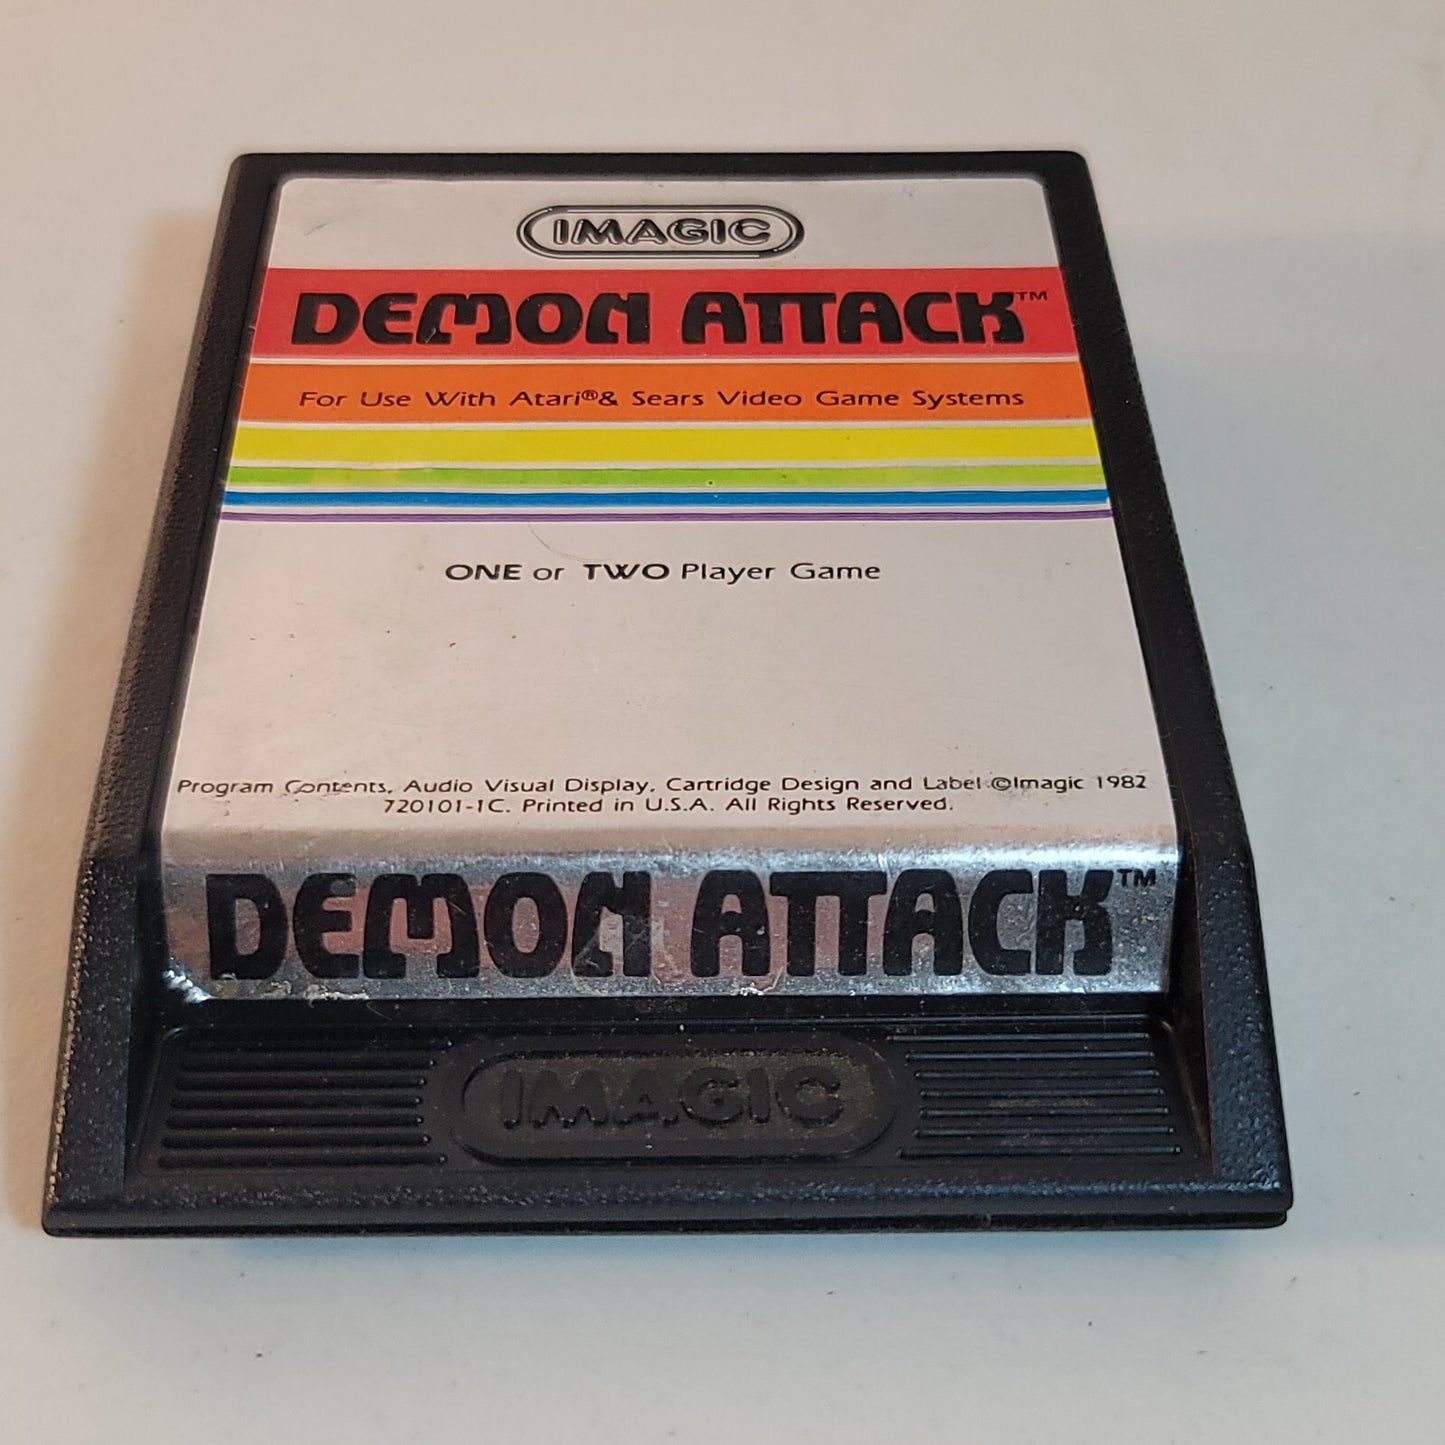 IMAGIC
DEMON ATTACK™
For Use With Atari®& Sears Video Game Systems
ONE or TWO Player Game
Program Contents, Audio Visual Display, Cartridge Design and Label ©Imagic 1982
720101-1C. Printed in U.S.A. All Rights Reserved.
DEMON ATTACK™
IMAGIC